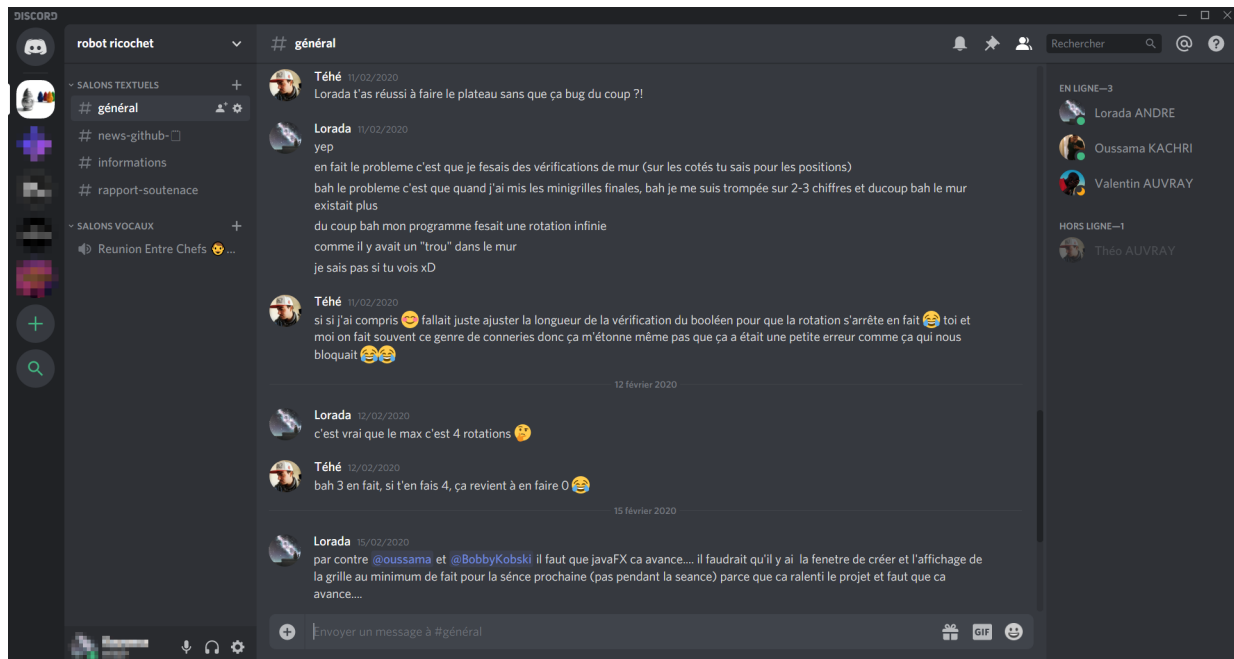 DISCORD
robot ricochet
# général
Rechercher
SALONS TEXTUELS
# général
# news-github-
# informations
# rapport-soutenace
SALONS VOCAUX
Reunion Entre Chefs 👨...
Téhé 11/02/2020
Lorada t'as réussi à faire le plateau sans que ça bug du coup ?!
Lorada 11/02/2020
yep
en fait le probleme c'est que je fesais des vérifications de mur (sur les cotés tu sais pour les positions)
bah le probleme c'est que quand j'ai mis les minigrilles finales, bah je me suis trompée sur 2-3 chiffres et ducoup bah le mur
existait plus
du coup bah mon programme fesait une rotation infinie
comme il y avait un "trou" dans le mur
je sais pas si tu vois xD
Téhé 11/02/2020
si si j'ai compris 😊 fallait juste ajuster la longueur de la vérification du booléen pour que la rotation s'arrête en fait 😂 toi et
moi on fait souvent ce genre de conneries donc ça m'étonne même pas que ça a était une petite erreur comme ça qui nous
bloquait 😂😂
12 février 2020
Lorada 12/02/2020
c'est vrai que le max c'est 4 rotations 🤔
Téhé 12/02/2020
bah 3 en fait, si t'en fais 4, ça revient à en faire 0 😂
15 février 2020
Lorada 15/02/2020
par contre @oussama et @BobbyKobski il faut que javaFX ca avance.... il faudrait qu'il y ai la fenetre de créer et l'affichage de
la grille au minimum de fait pour la sénce prochaine (pas pendant la seance) parce que ca ralenti le projet et faut que ca
avance....
Envoyer un message à #général
GIF
EN LIGNE—3
Lorada ANDRE
Oussama KACHRI
Valentin AUVRAY
HORS LIGNE—1
Théo AUVRAY